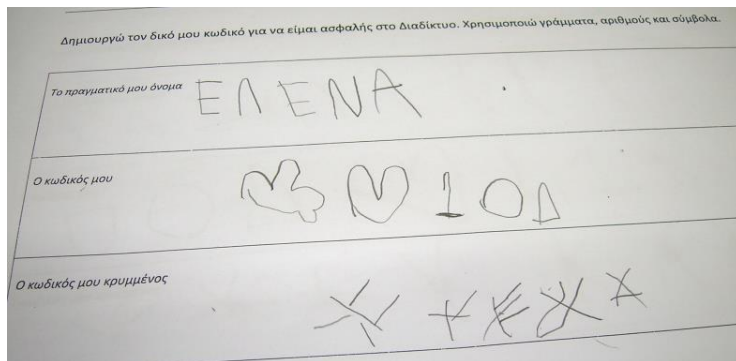 Δημιουργώ τον δικό μου κωδικό για να είμαι ασφαλής στο Διαδίκτυο. Χρησιμοποιώ γράμματα, αριθμούς και σύμβολα.
Το πραγματικό μου όνομα ΕΛΕΝΑ
Ο κωδικός μου ♡ 1 Ο Δ
Ο κωδικός μου κρυμμένος